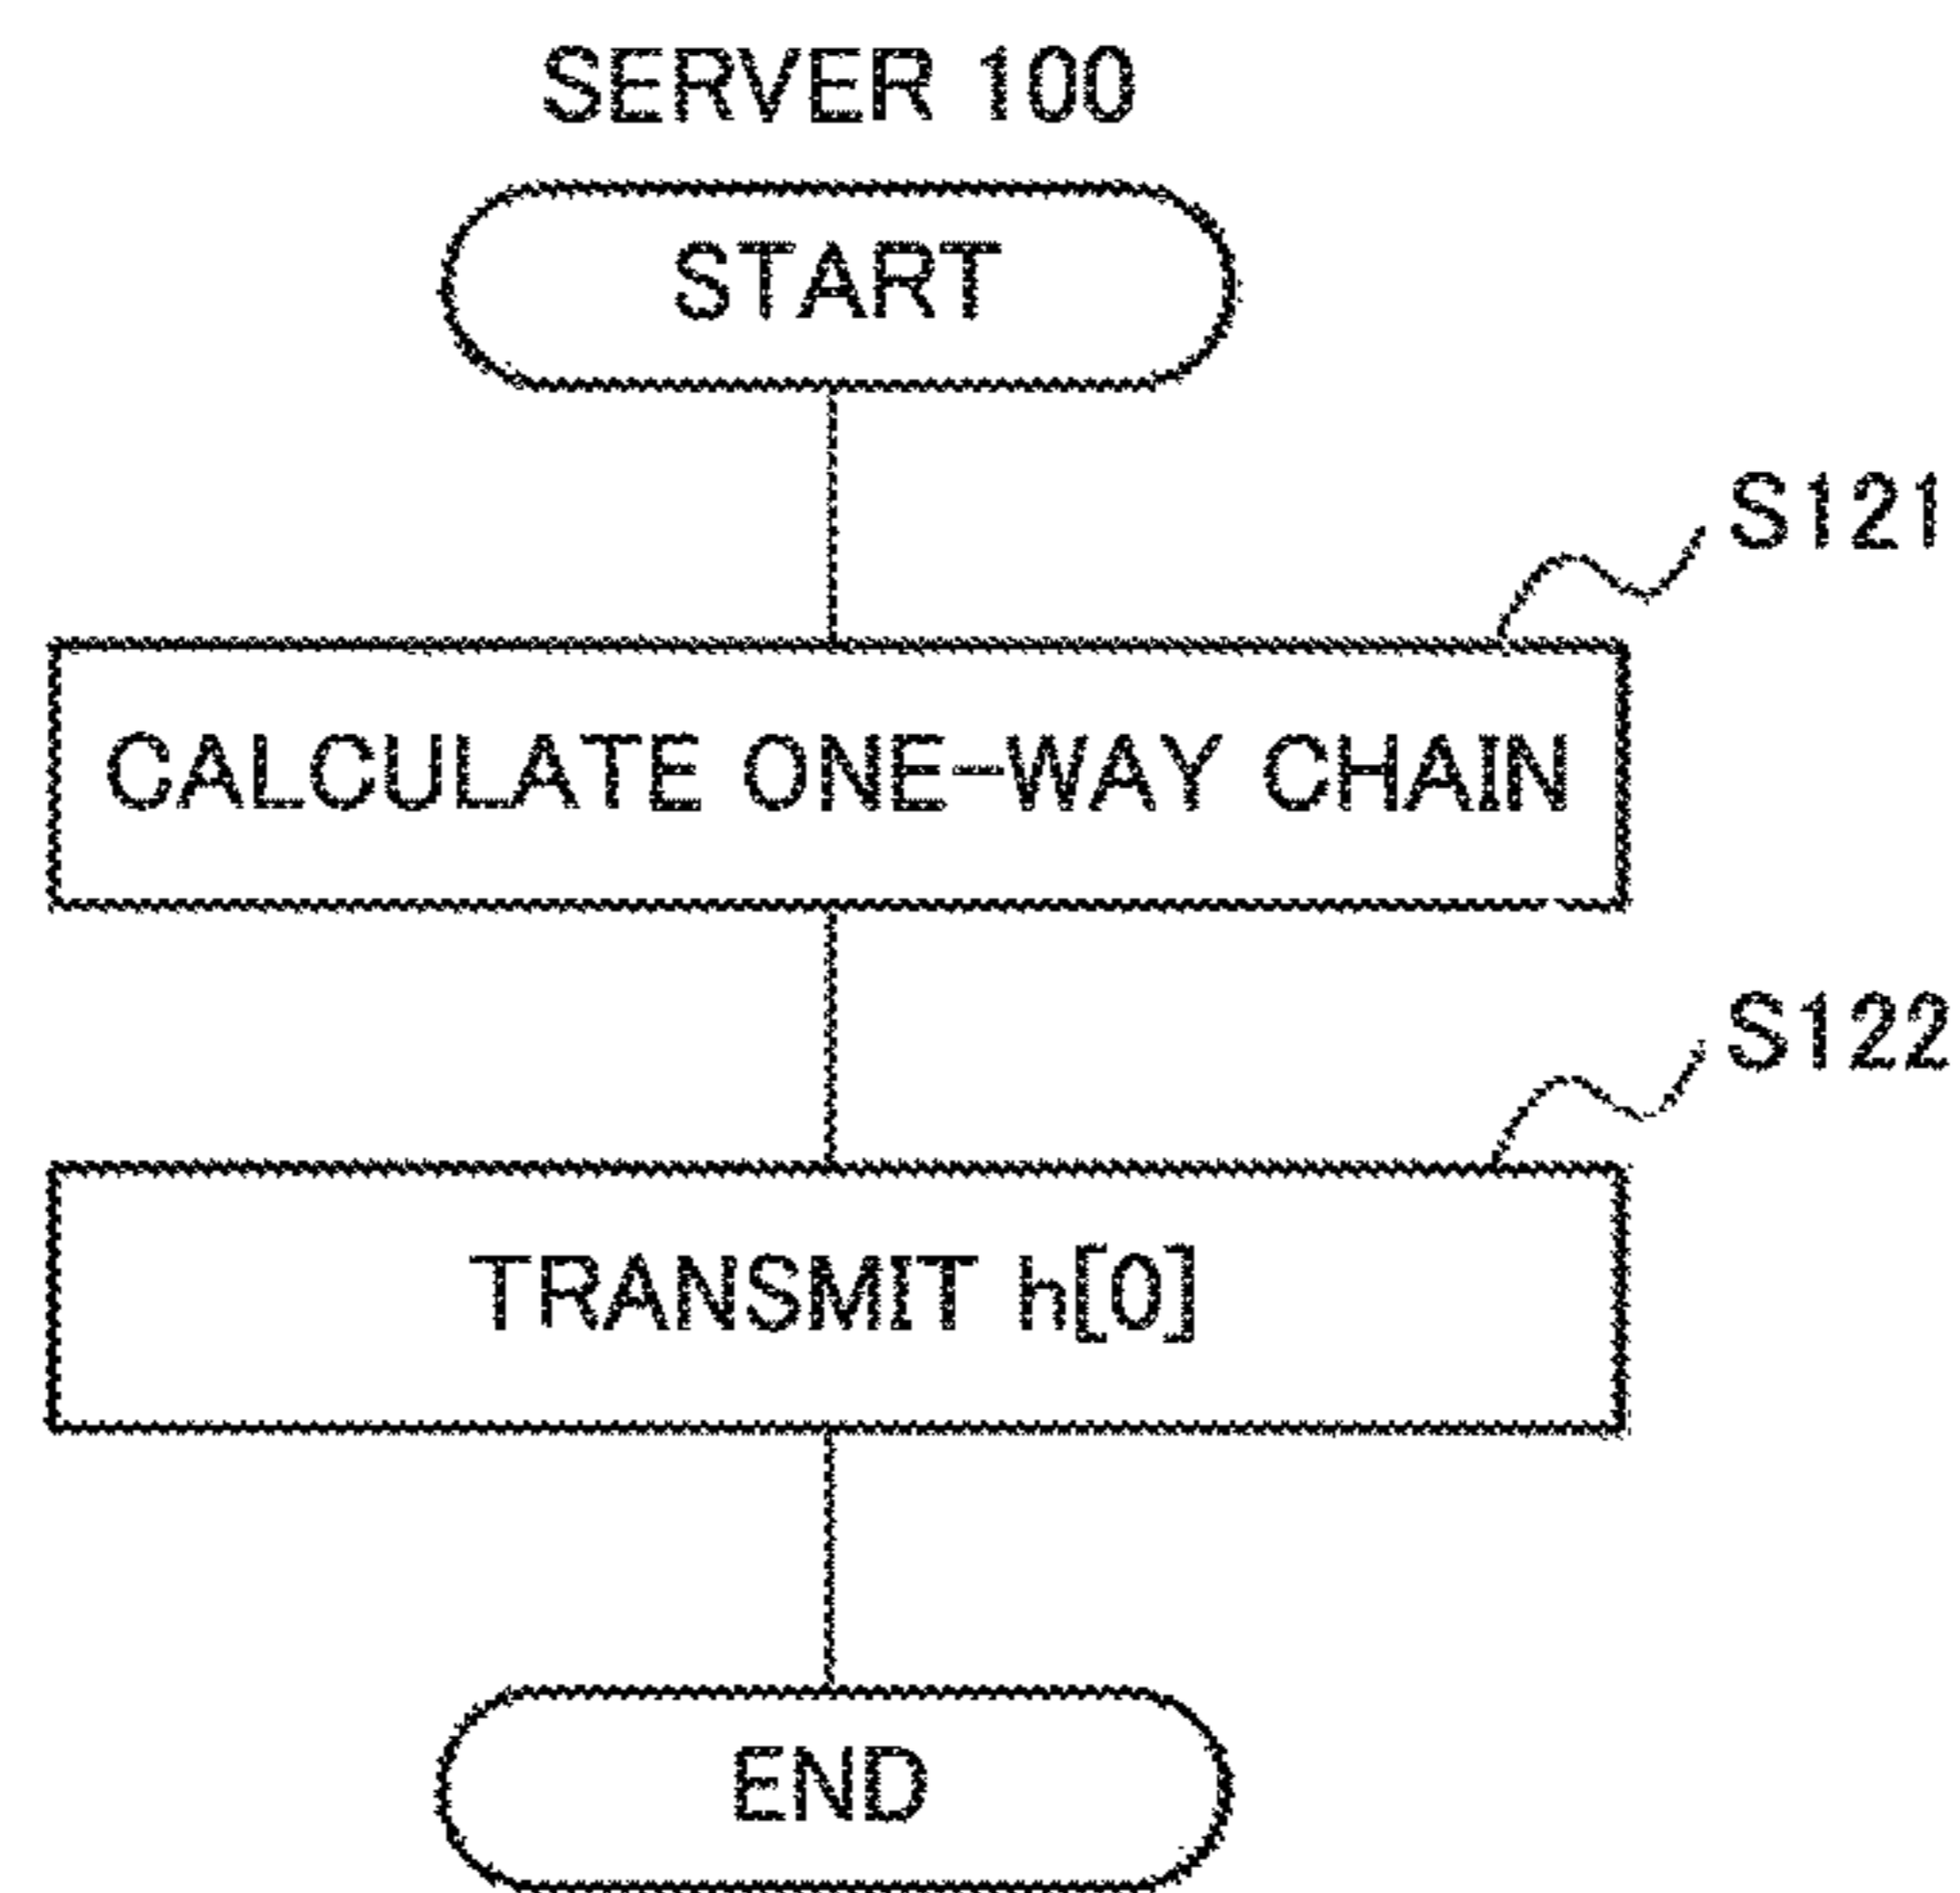 SERVER 100
START
S121
CALCULATE ONE-WAY CHAIN
S122
TRANSMIT h[0]
END